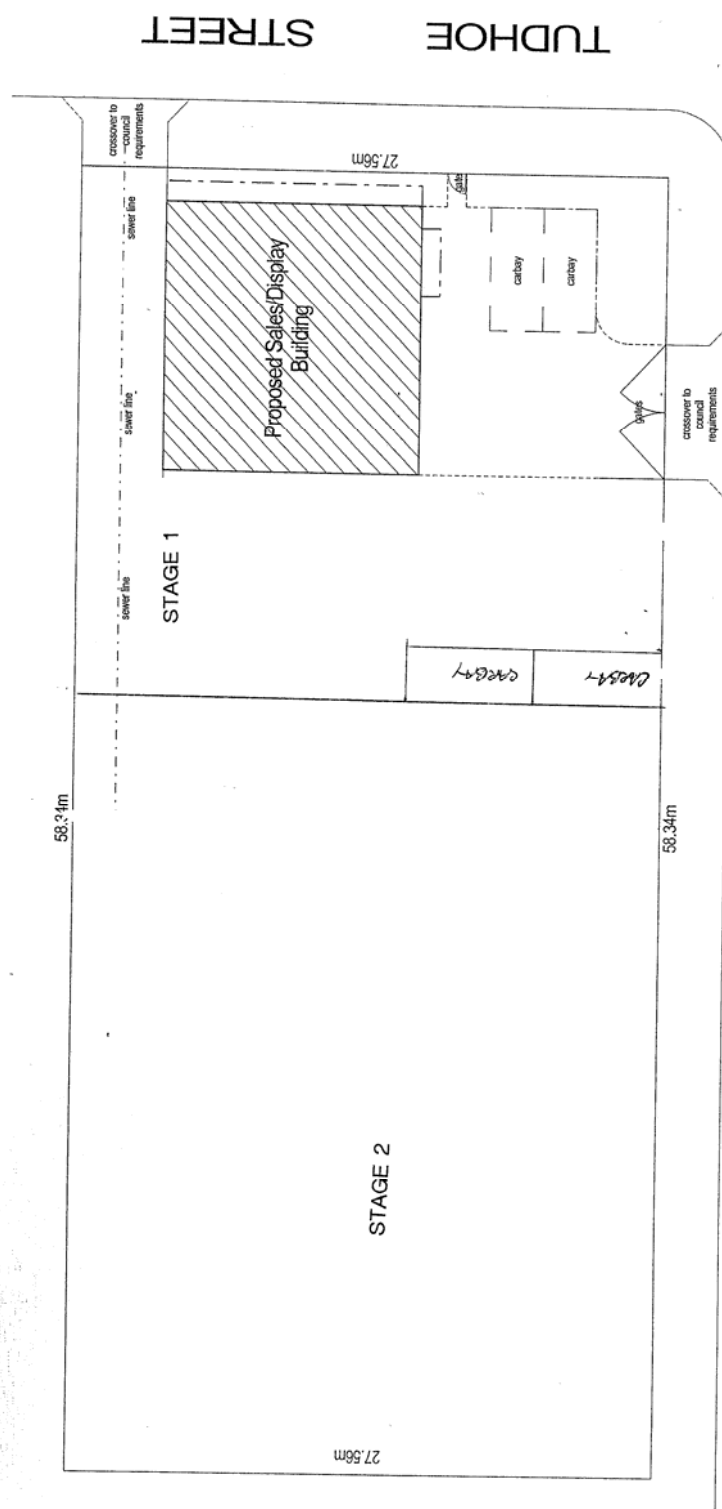 TUDHOE STREET
crossover to
council
requirements
27.56m
sewer line
gate
Proposed Sales/Display
Building
carbay
carbay
sewer line
gates
crossover to
council
requirements
STAGE 1
sewer line
CARBAY
CARBAY
58.34m
58.34m
STAGE 2
27.56m